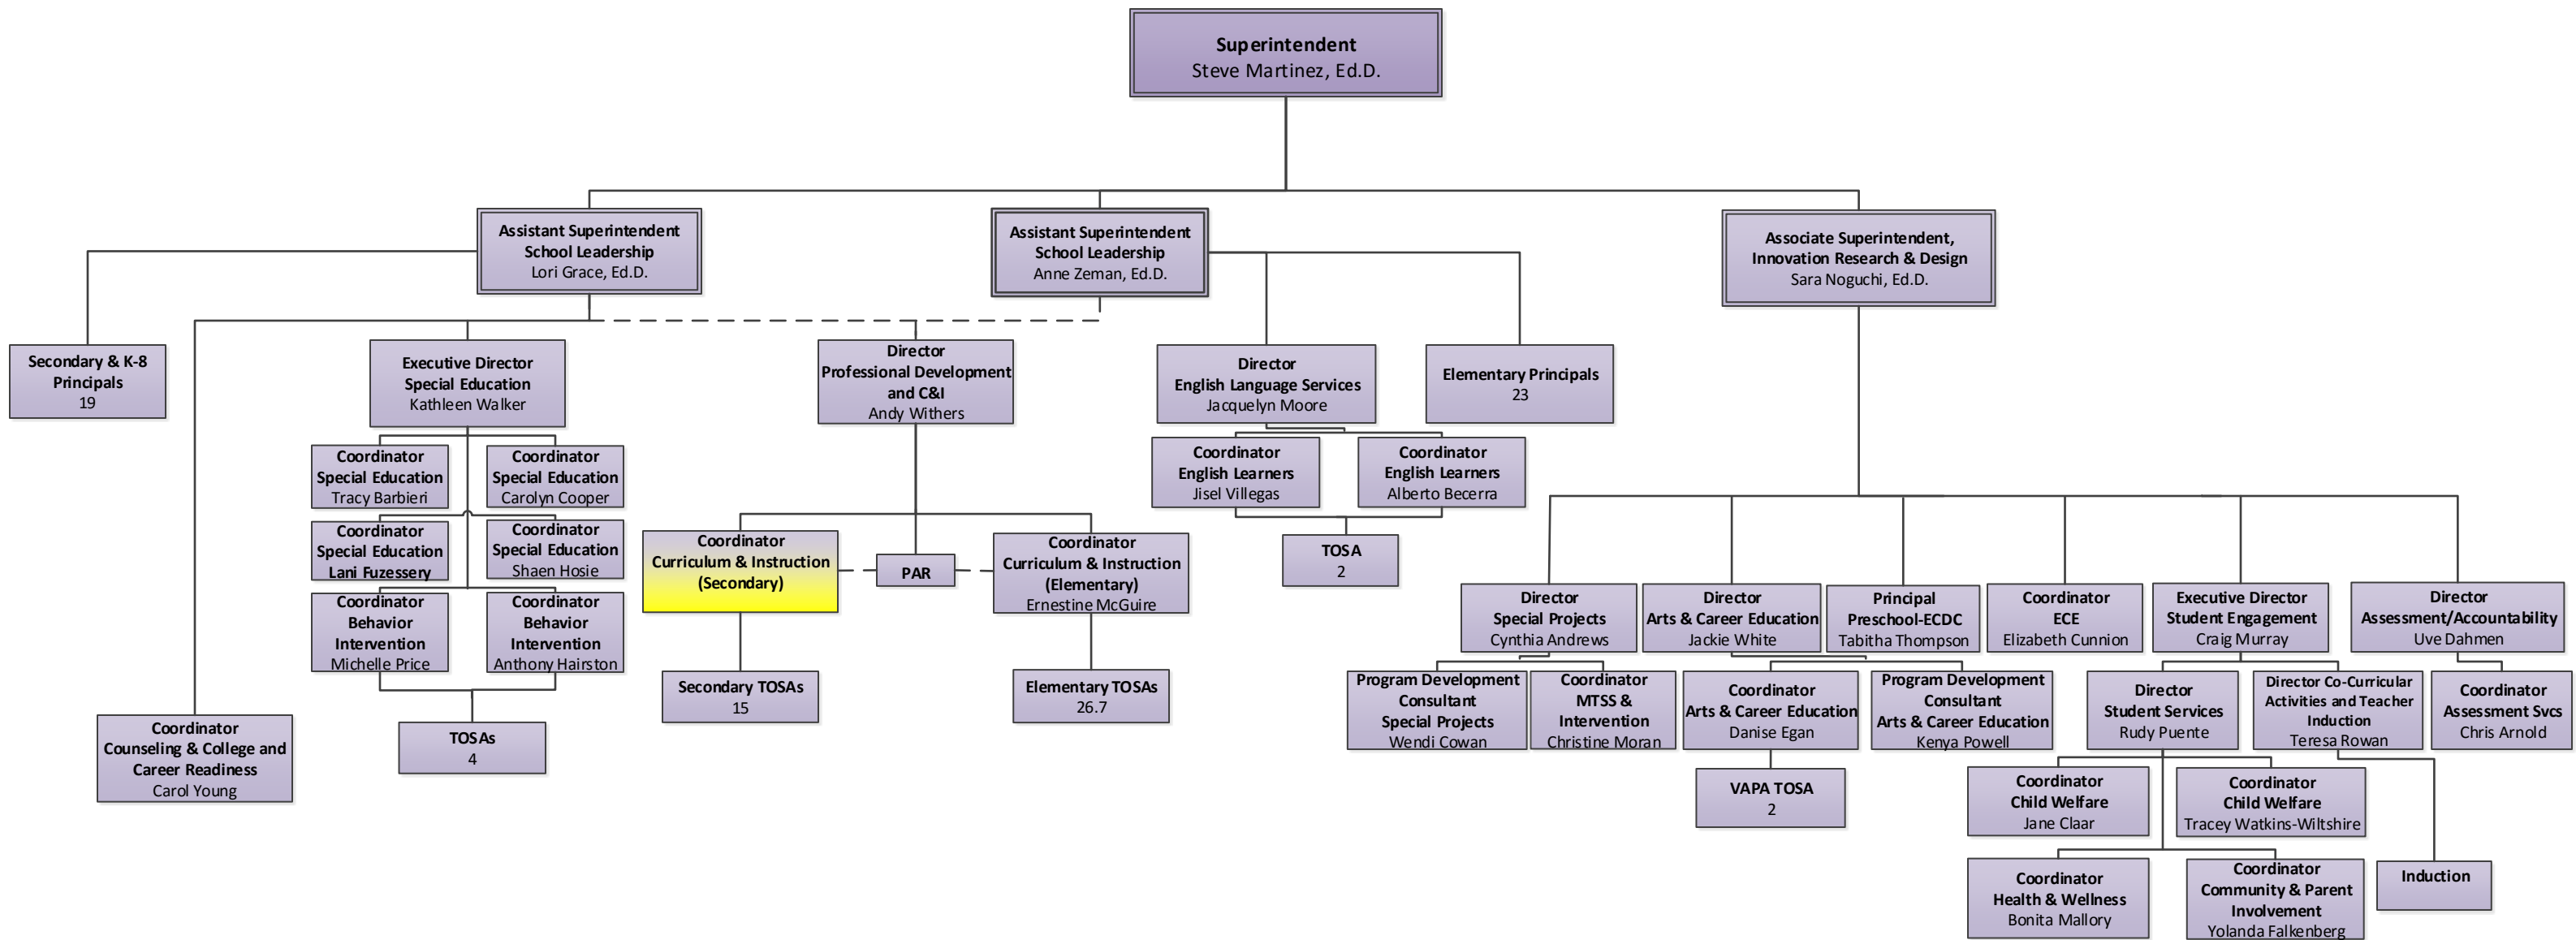 Superintendent
Steve Martinez, Ed.D.
Assistant Superintendent
School Leadership
Lori Grace, Ed.D.
Assistant Superintendent
School Leadership
Anne Zeman, Ed.D.
Associate Superintendent,
Innovation Research & Design
Sara Noguchi, Ed.D.
Secondary & K-8
Principals
19
Executive Director
Special Education
Kathleen Walker
Director
Professional Development
and C&I
Andy Withers
Director
English Language Services
Jacquelyn Moore
Elementary Principals
23
Coordinator
Special Education
Tracy Barbieri
Coordinator
Special Education
Carolyn Cooper
Coordinator
English Learners
Jisel Villegas
Coordinator
English Learners
Alberto Becerra
Coordinator
Special Education
Lani Fuzessery
Coordinator
Special Education
Shaen Hosie
Coordinator
Curriculum & Instruction
(Secondary)
PAR
Coordinator
Curriculum & Instruction
(Elementary)
Ernestine McGuire
TOSA
2
Coordinator
Behavior
Intervention
Michelle Price
Coordinator
Behavior
Intervention
Anthony Hairston
Director
Special Projects
Cynthia Andrews
Director
Arts & Career Education
Jackie White
Principal
Preschool-ECDC
Tabitha Thompson
Coordinator
ECE
Elizabeth Cunnion
Executive Director
Student Engagement
Craig Murray
Director
Assessment/Accountability
Uve Dahmen
Secondary TOSAs
15
Elementary TOSAs
26.7
Program Development
Consultant
Special Projects
Wendi Cowan
Coordinator
MTSS &
Intervention
Christine Moran
Coordinator
Arts & Career Education
Danise Egan
Program Development
Consultant
Arts & Career Education
Kenya Powell
Director
Student Services
Rudy Puente
Director Co-Curricular
Activities and Teacher
Induction
Teresa Rowan
Coordinator
Assessment Svcs
Chris Arnold
Coordinator
Counseling & College and
Career Readiness
Carol Young
TOSAs
4
VAPA TOSA
2
Coordinator
Child Welfare
Jane Claar
Coordinator
Child Welfare
Tracey Watkins-Wiltshire
Coordinator
Health & Wellness
Bonita Mallory
Coordinator
Community & Parent
Involvement
Yolanda Falkenberg
Induction